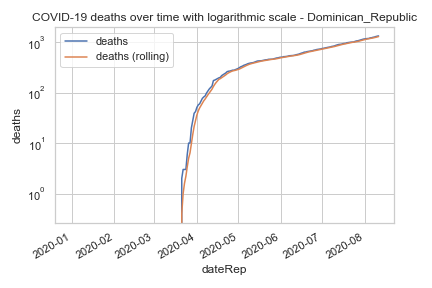 COVID-19 deaths over time with logarithmic scale - Dominican_Republic
deaths
deaths (rolling)
10³
10²
10¹
10⁰
deaths
2020-01
2020-02
2020-03
2020-04
2020-05
2020-06
2020-07
2020-08
dateRep